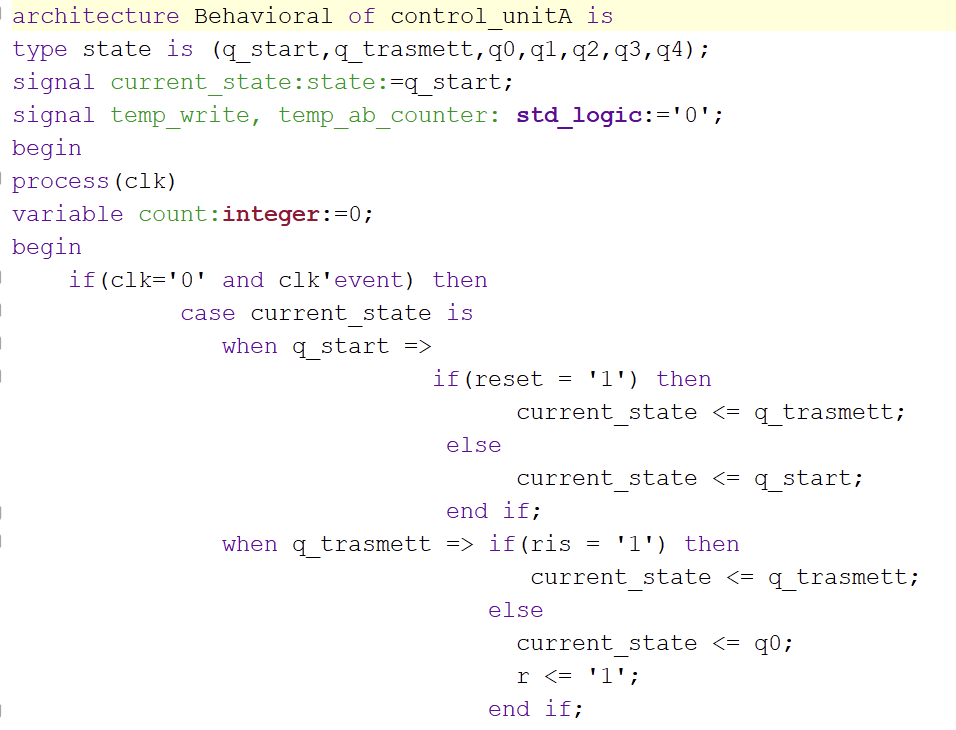 architecture Behavioral of control_unitA is
type state is (q_start,q_trasmett,q0,q1,q2,q3,q4);
signal current_state:state:=q_start;
signal temp_write, temp_ab_counter: std_logic:='0';
begin
process(clk)
variable count:integer:=0;
begin
    if(clk='0' and clk'event) then
            case current_state is
               when q_start =>
                              if(reset = '1') then
                                    current_state <= q_trasmett;
                               else
                                    current_state <= q_start;
                               end if;
               when q_trasmett => if(ris = '1') then
                                     current_state <= q_trasmett;
                                  else
                                    current_state <= q0;
                                    r <= '1';
                                  end if;